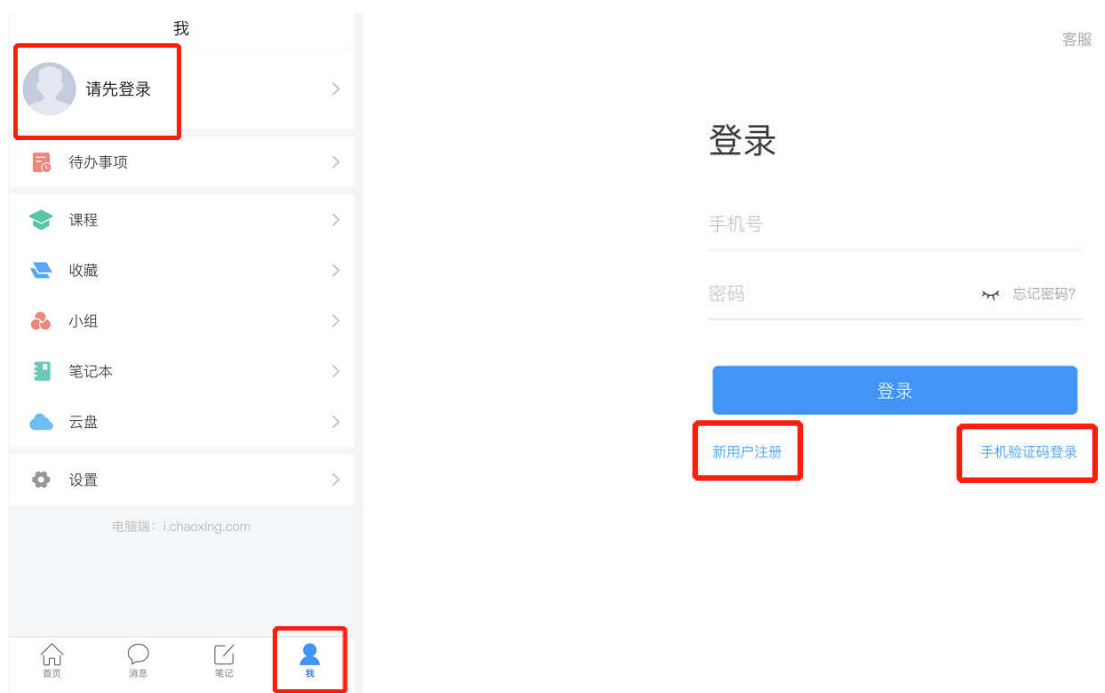 我
请先登录
待办事项
课程
收藏
小组
笔记本
云盘
设置
电脑端：i.chaoxing.com
首页
消息
笔记
我
客服
登录
手机号
密码
忘记密码?
登录
新用户注册
手机验证码登录